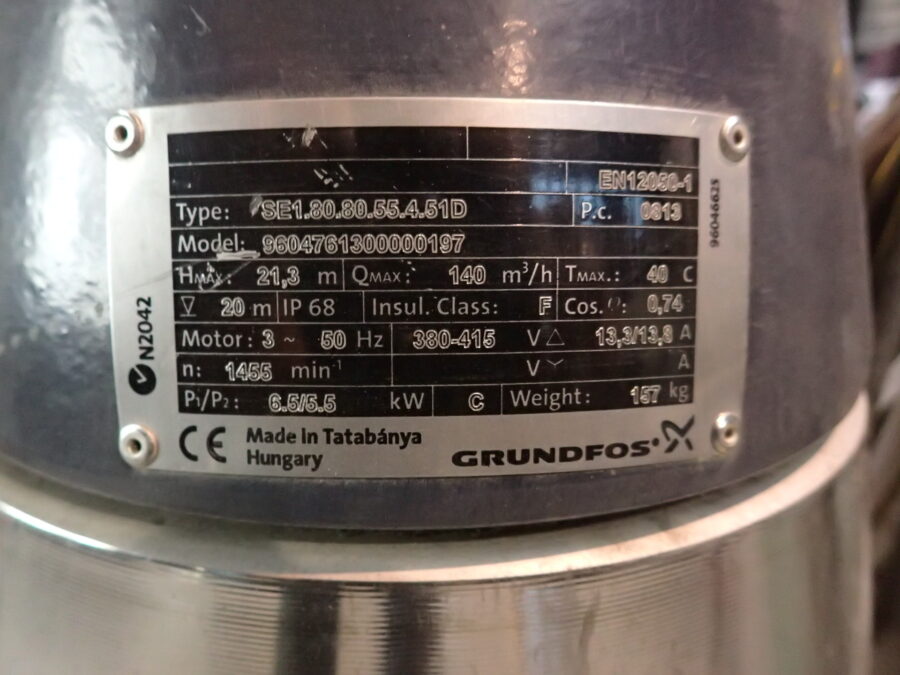 EN12050-1
Type: SE1.80.80.55.4.51D P.c. 0813
Model: 9604761300000197
HMAX: 21,3 m QMAX: 140 m³/h TMAX.: 40 C
20 m IP 68 Insul. Class: F Cos. φ: 0,74
Motor: 3 ~ 50 Hz 380-415 V △ 13,3/13,8 A
n: 1455 min⁻¹ V A
P₁/P₂: 6.5/5.5 kW C Weight: 157 kg
CE Made in Tatabánya
Hungary
GRUNDFOS
N2042
96046625